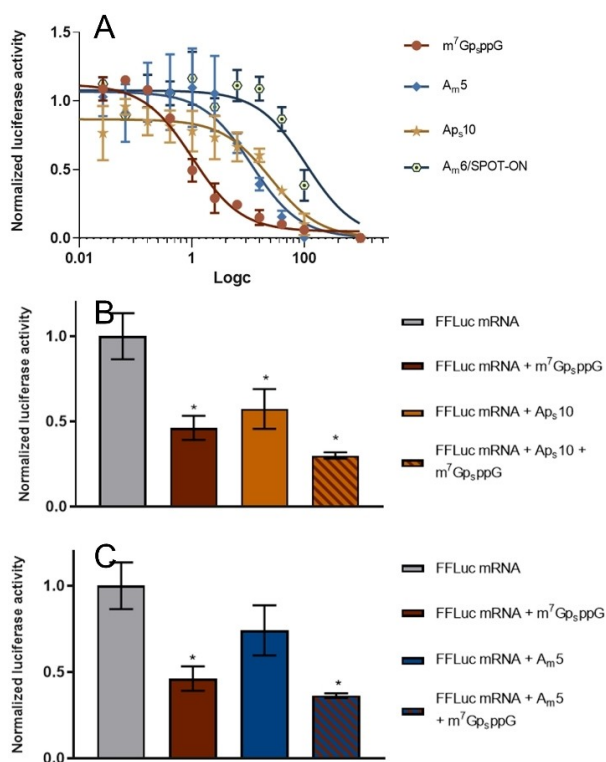 A
Normalized luciferase activity
1.5
1.0
0.5
0.0
0.01
1
100
Logc
m⁷GpₛppG
Aₘ5
Apₛ10
Aₘ6/SPOT-ON
B
Normalized luciferase activity
1.0
0.5
0.0
*
*
*
FFLuc mRNA
FFLuc mRNA + m⁷GpₛppG
FFLuc mRNA + Apₛ10
FFLuc mRNA + Apₛ10 +
m⁷GpₛppG
C
Normalized luciferase activity
1.0
0.5
0.0
*
*
FFLuc mRNA
FFLuc mRNA + m⁷GpₛppG
FFLuc mRNA + Aₘ5
FFLuc mRNA + Aₘ5
+ m⁷GpₛppG